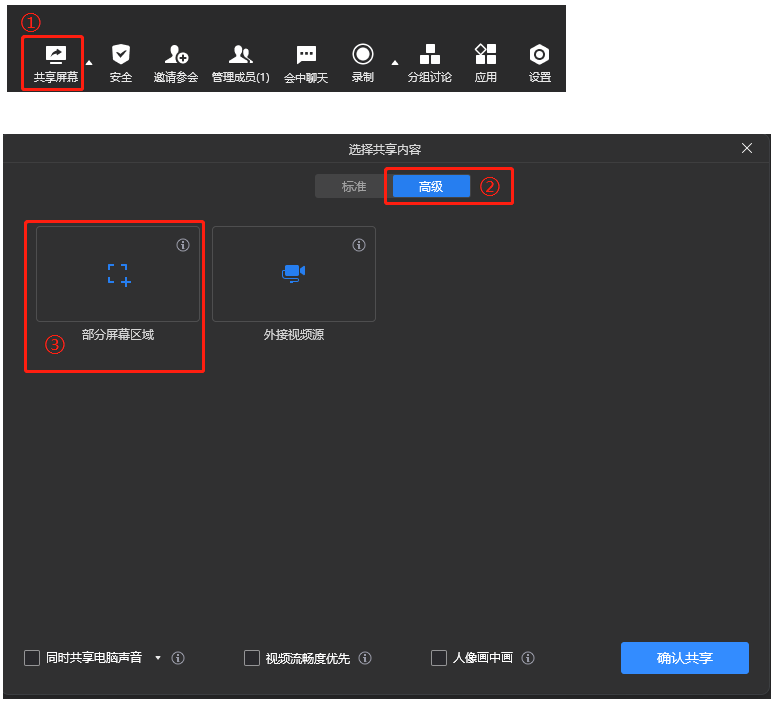 ①
共享屏幕 安全 邀请参会 管理成员(1) 会中聊天 录制 分组讨论 应用 设置
选择共享内容
标准 高级 ②
部分屏幕区域 外接视频源
③
同时共享电脑声音 视频流畅度优先 人像画中画 确认共享